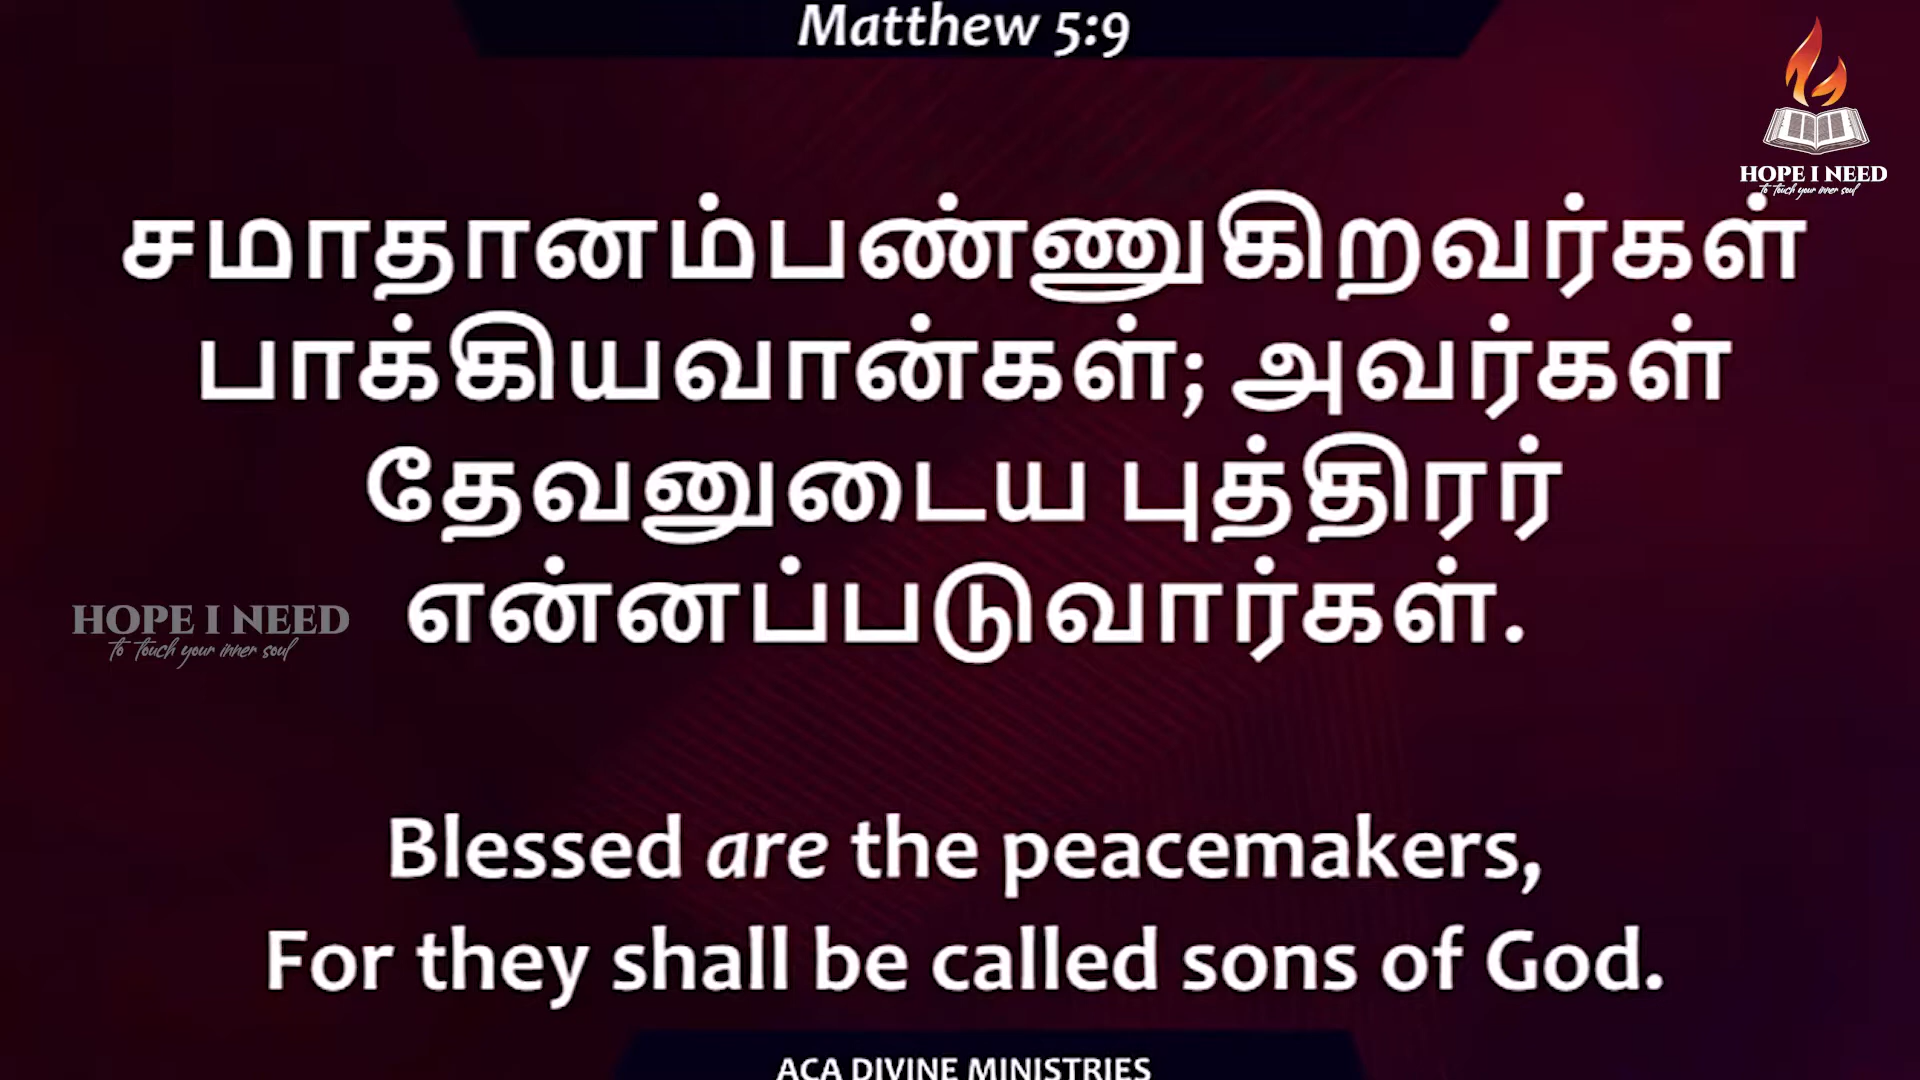 Matthew 5:9
HOPE I NEED
to touch your inner soul
சமாதானம்பண்ணுகிறவர்கள்
பாக்கியவான்கள்; அவர்கள்
தேவனுடைய புத்திரர்
என்னப்படுவார்கள்.
HOPE I NEED
to touch your inner soul
Blessed are the peacemakers,
For they shall be called sons of God.
ACA DIVINE MINISTRIES